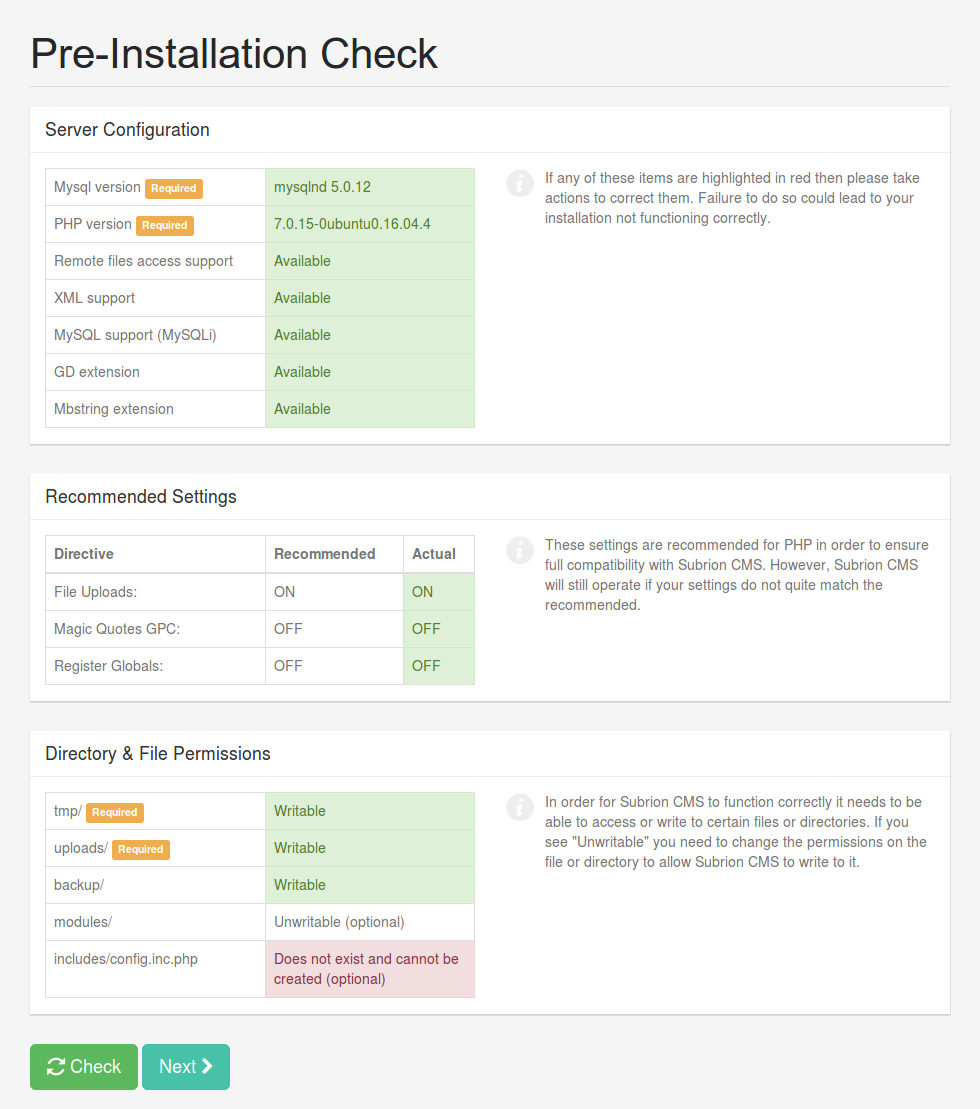 Pre-Installation Check
Server Configuration
Mysql version Required mysqlnd 5.0.12
PHP version Required 7.0.15-0ubuntu0.16.04.4
Remote files access support Available
XML support Available
MySQL support (MySQLi) Available
GD extension Available
Mbstring extension Available
If any of these items are highlighted in red then please take
actions to correct them. Failure to do so could lead to your
installation not functioning correctly.
Recommended Settings
Directive Recommended Actual
File Uploads: ON ON
Magic Quotes GPC: OFF OFF
Register Globals: OFF OFF
These settings are recommended for PHP in order to ensure
full compatibility with Subrion CMS. However, Subrion CMS
will still operate if your settings do not quite match the
recommended.
Directory & File Permissions
tmp/ Required Writable
uploads/ Required Writable
backup/ Writable
modules/ Unwritable (optional)
includes/config.inc.php Does not exist and cannot be
created (optional)
In order for Subrion CMS to function correctly it needs to be
able to access or write to certain files or directories. If you
see "Unwritable" you need to change the permissions on the
file or directory to allow Subrion CMS to write to it.
Check Next